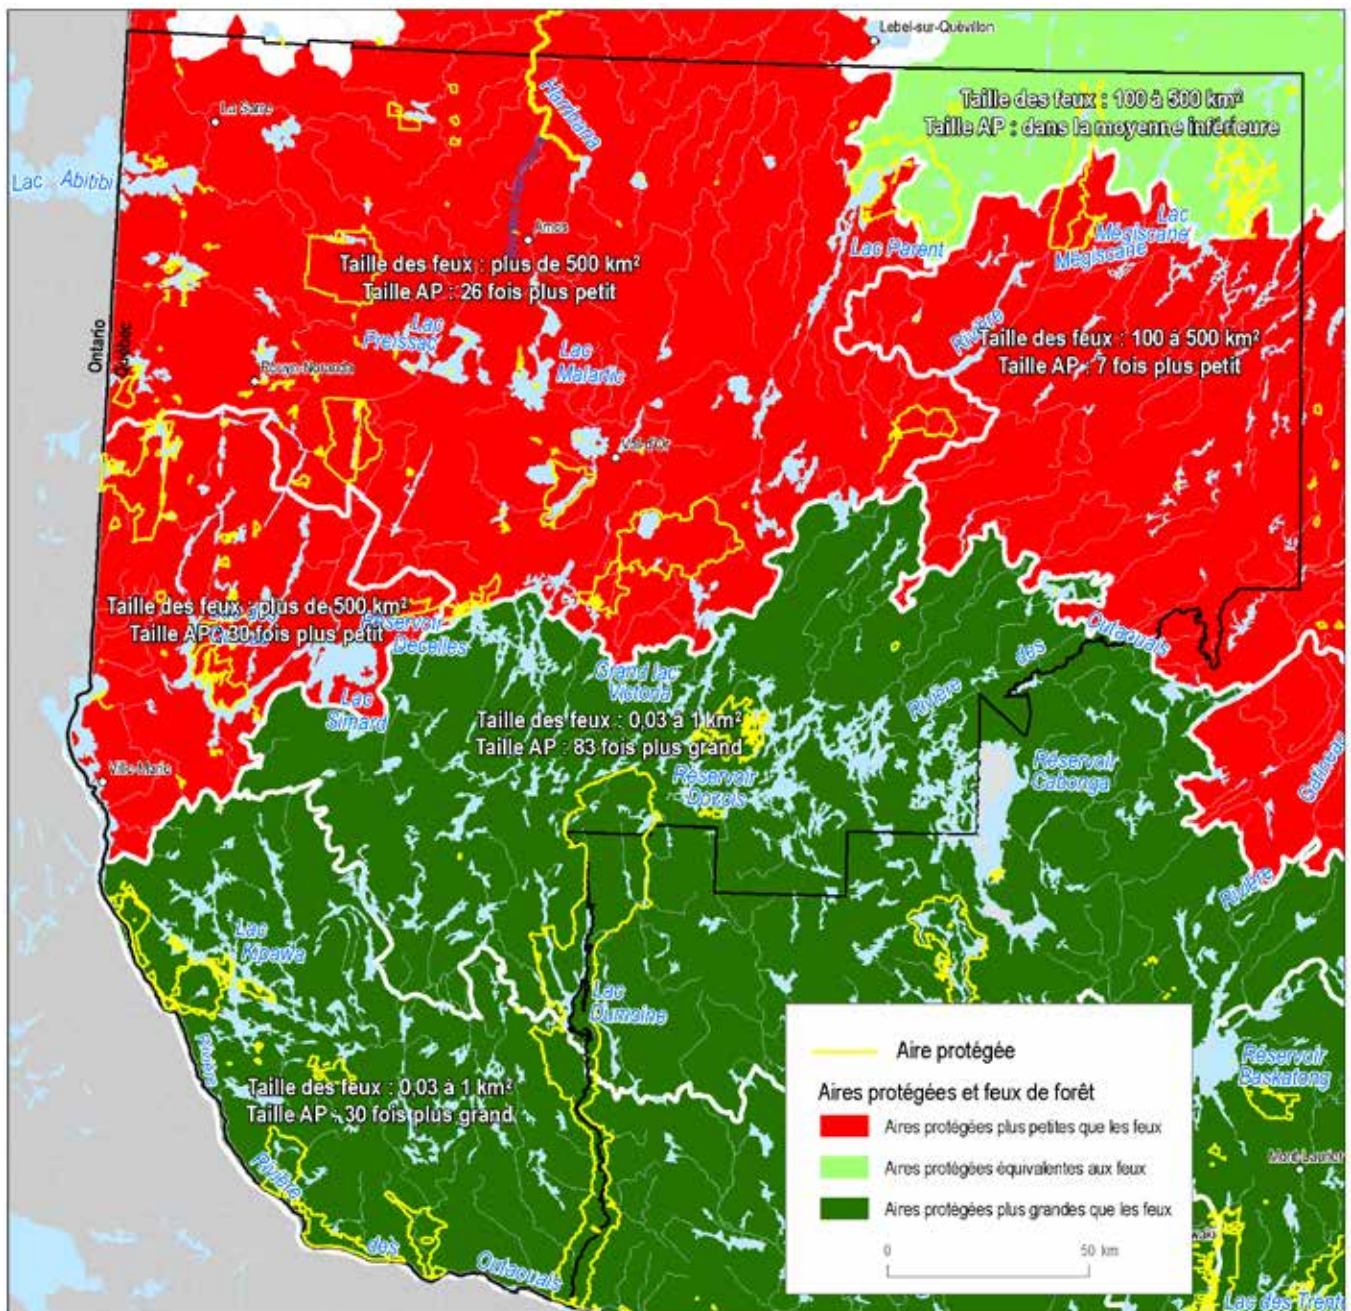 Lebel-sur-Quévillon
Taille des feux : 100 à 500 km²
Taille AP : dans la moyenne inférieure
La Sarre
Harricana
Lac Abitibi
Amos
Lac Parent
Lac
Mégiscane
Mégiscane
Taille des feux : plus de 500 km²
Taille AP : 26 fois plus petit
Lac
Preissac
Lac
Malartic
Rivière
Taille des feux : 100 à 500 km²
Taille AP : 7 fois plus petit
Ontario
Québec
Rouyn-Noranda
Val-d'Or
Taille des feux : plus de 500 km²
Taille AP : 30 fois plus petit
Réservoir
Decelles
Lac
Simard
Grand lac
Victoria
Rivière
des
Outaouais
Taille des feux : 0,03 à 1 km²
Taille AP : 83 fois plus grand
Réservoir
Dozois
Réservoir
Cabonga
Ville-Marie
Gatineau
Rivière
Lac
Kipawa
Lac
Dumoine
Taille des feux : 0,03 à 1 km²
Taille AP : 30 fois plus grand
Rivière
des
Outaouais
Réservoir
Baskatong
Mont-Laurier
Lac des Trente
Aire protégée
Aires protégées et feux de forêt
Aires protégées plus petites que les feux
Aires protégées équivalentes aux feux
Aires protégées plus grandes que les feux
0 50 km